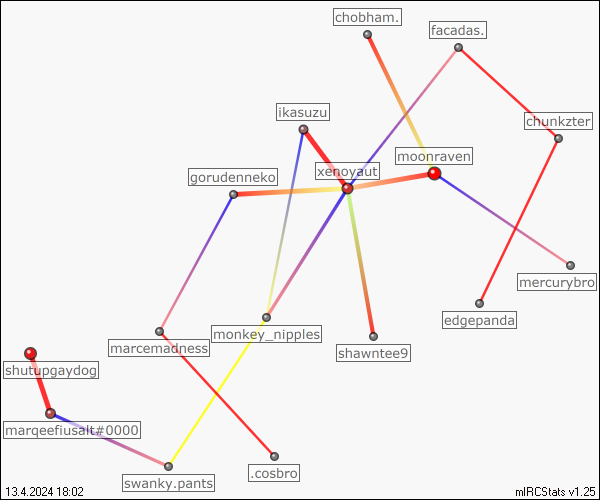 chobham.
facadas.
ikasuzu
chunkzter
moonraven
xenoyaut
gorudenneko
mercurybro
edgepanda
monkey_nipples
marcemadness
shawntee9
shutupgaydog
marqeefiusalt#0000
.cosbro
swanky.pants
13.4.2024 18:02
mIRCStats v1.25